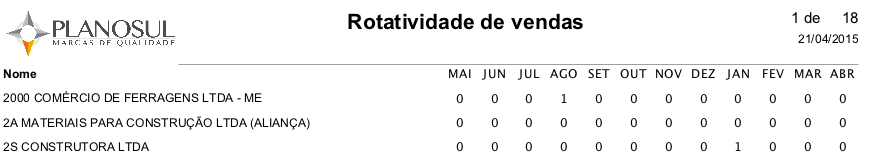 PLANOSUL
MARCAS DE QUALIDADE
Rotatividade de vendas
1 de 18
21/04/2015
Nome MAI JUN JUL AGO SET OUT NOV DEZ JAN FEV MAR ABR
2000 COMÉRCIO DE FERRAGENS LTDA - ME 0 0 0 1 0 0 0 0 0 0 0 0
2A MATERIAIS PARA CONSTRUÇÃO LTDA (ALIANÇA) 0 0 0 0 0 0 0 0 0 0 0 0
2S CONSTRUTORA LTDA 0 0 0 0 0 0 0 0 1 0 0 0